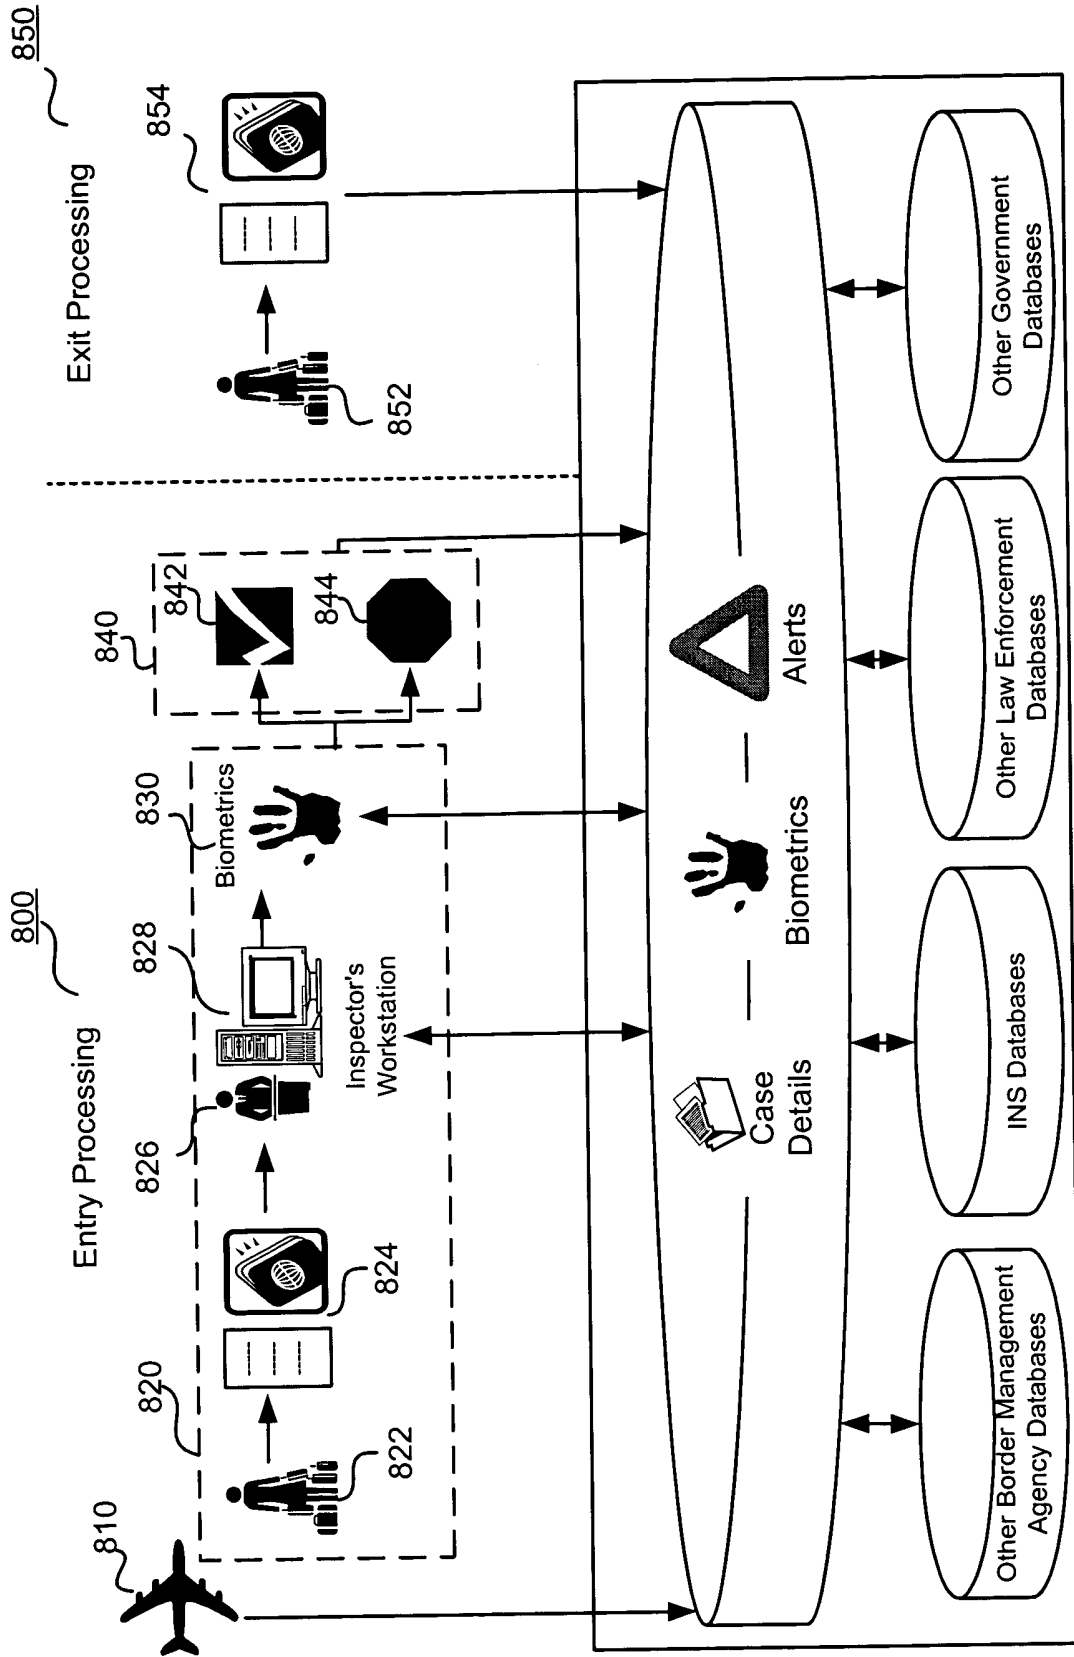 Entry Processing
800
Exit Processing
850
810
820
822
824
826
828
Inspector's
Workstation
Biometrics
830
840
842
844
852
854
Case
Details
Biometrics
Alerts
Other Border Management
Agency Databases
INS Databases
Other Law Enforcement
Databases
Other Government
Databases